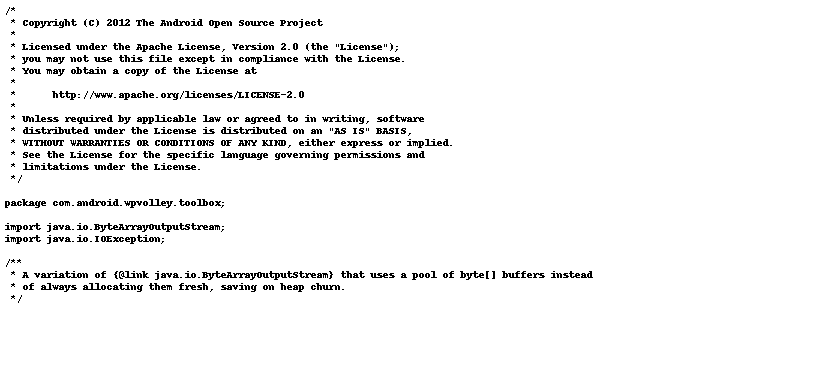 /*
 * Copyright (C) 2012 The Android Open Source Project
 *
 * Licensed under the Apache License, Version 2.0 (the "License");
 * you may not use this file except in compliance with the License.
 * You may obtain a copy of the License at
 *
 *      http://www.apache.org/licenses/LICENSE-2.0
 *
 * Unless required by applicable law or agreed to in writing, software
 * distributed under the License is distributed on an "AS IS" BASIS,
 * WITHOUT WARRANTIES OR CONDITIONS OF ANY KIND, either express or implied.
 * See the License for the specific language governing permissions and
 * limitations under the License.
 */

package com.android.wpvolley.toolbox;

import java.io.ByteArrayOutputStream;
import java.io.IOException;

/**
 * A variation of {@link java.io.ByteArrayOutputStream} that uses a pool of byte[] buffers instead
 * of always allocating them fresh, saving on heap churn.
 */